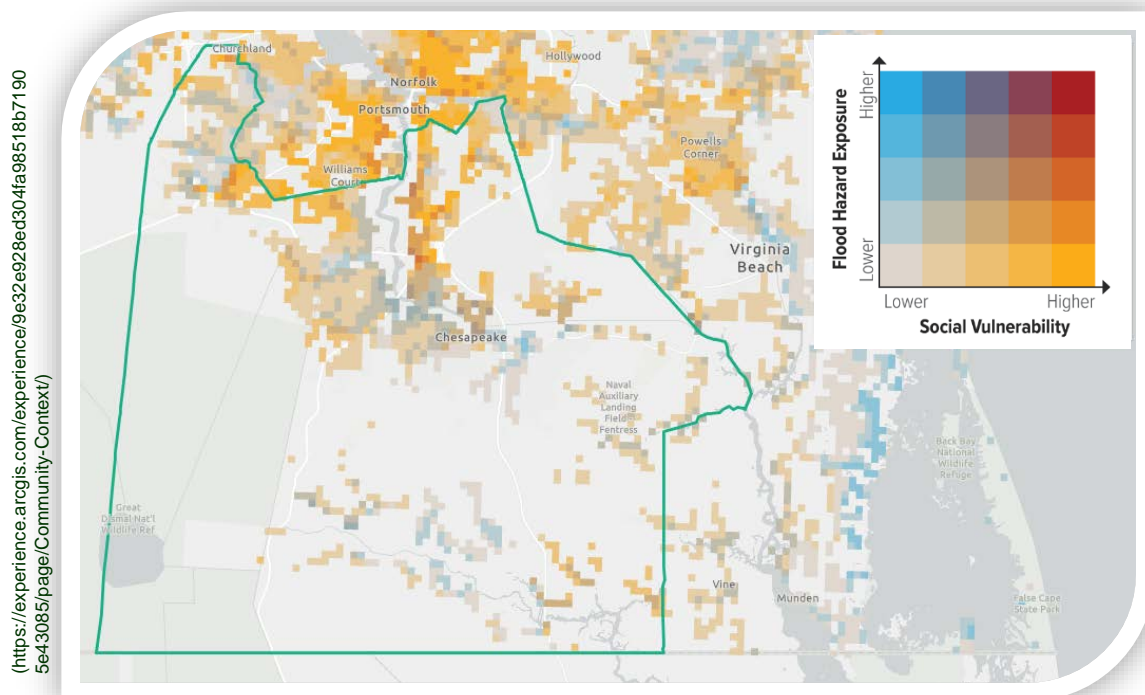 (https://experience.arcgis.com/experience/9e32e928ed304fa98518b7190
5e43085/page/Community-Context/)
Churchland
Hollywood
Norfolk
Portsmouth
Powells
Corner
Williams
Court
Virginia
Beach
Chesapeake
Naval
Auxiliary
Landing
Field
Fentress
Back Bay
National
Wildlife
Refuge
Great
Dismal Nat'l
Wildlife Ref
Vine
Munden
False Cape
State Park
Flood Hazard Exposure
Higher
Lower
Lower
Higher
Social Vulnerability